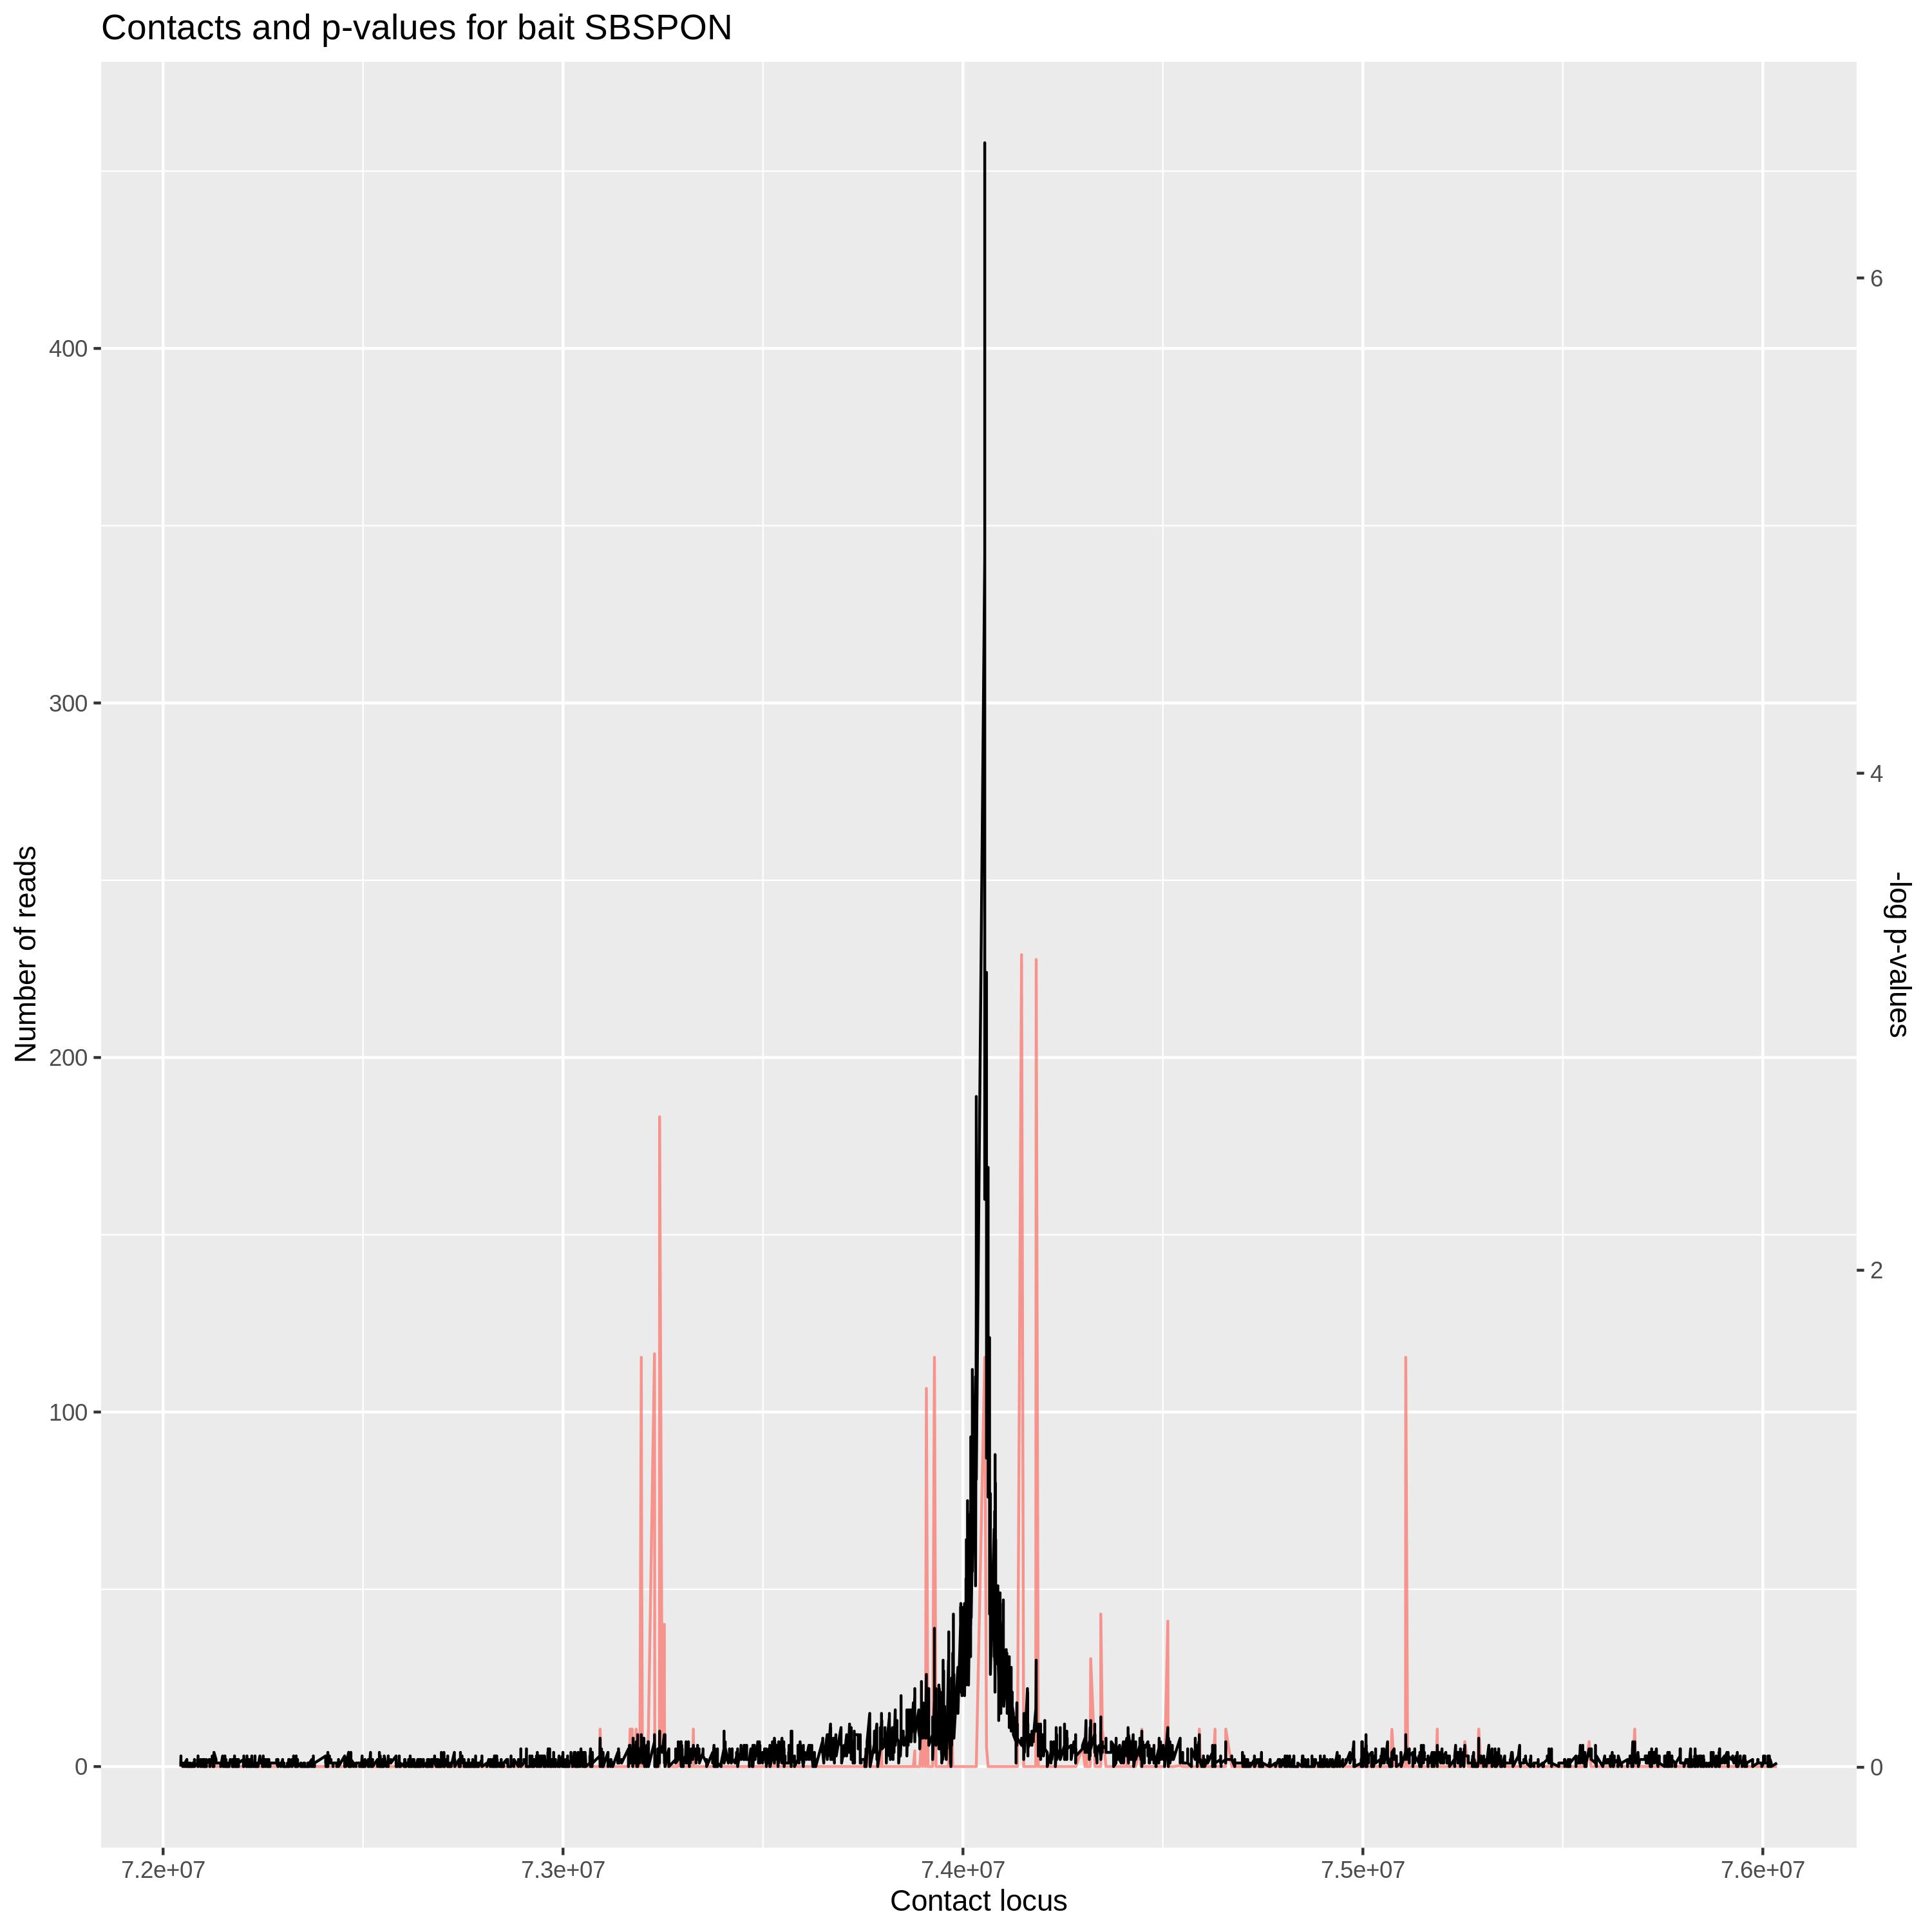 Contacts and p-values for bait SBSPON
Number of reads
400
300
200
100
0
6
4
2
0
-log p-values
7.2e+07
7.3e+07
7.4e+07
7.5e+07
7.6e+07
Contact locus